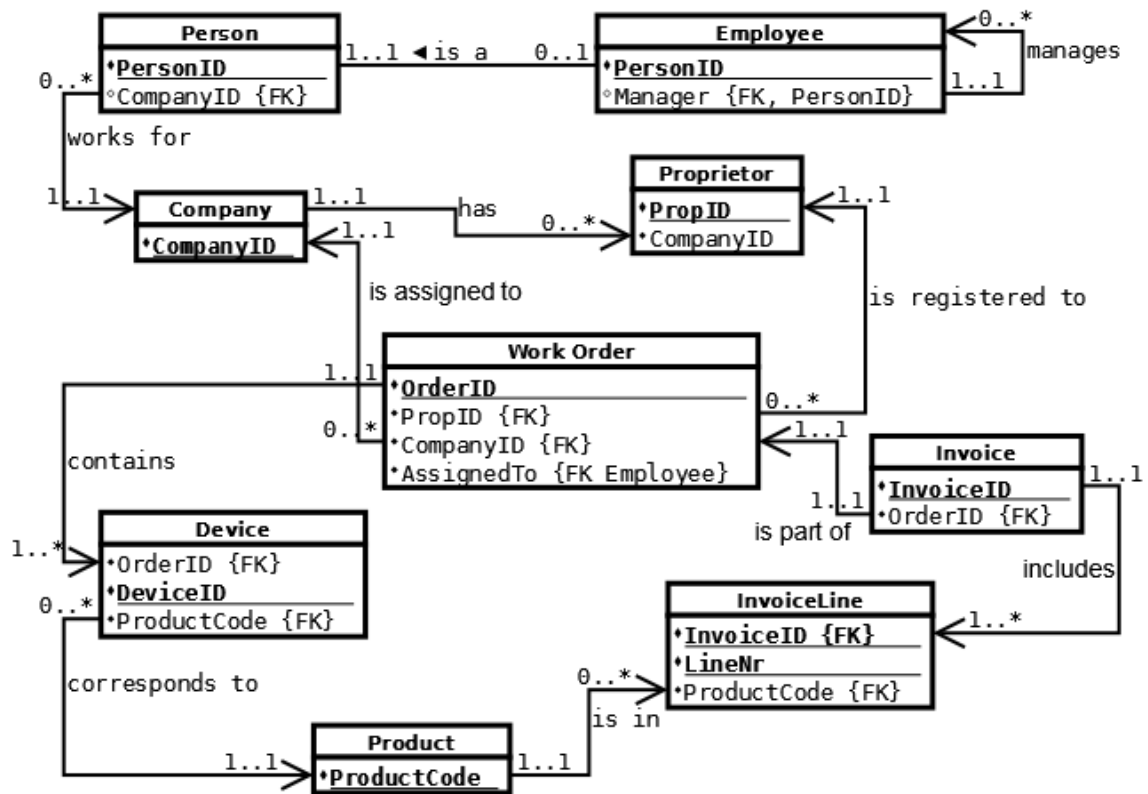 Person
PersonID
CompanyID {FK}
1..1 ◄ is a 0..1
Employee
PersonID
Manager {FK, PersonID}
0..*
manages
1..1
0..*
works for
1..1
Company
CompanyID
1..1
has
0..*
Proprietor
PropID
CompanyID
1..1
1..1
is assigned to
is registered to
Work Order
OrderID
PropID {FK}
CompanyID {FK}
AssignedTo {FK Employee}
1..1
0..*
0..*
contains
1..1
1..1
is part of
Invoice
InvoiceID
OrderID {FK}
1..1
includes
1..*
Device
OrderID {FK}
DeviceID
ProductCode {FK}
1..*
0..*
corresponds to
1..1
InvoiceLine
InvoiceID {FK}
LineNr
ProductCode {FK}
0..*
is in
1..1
Product
ProductCode